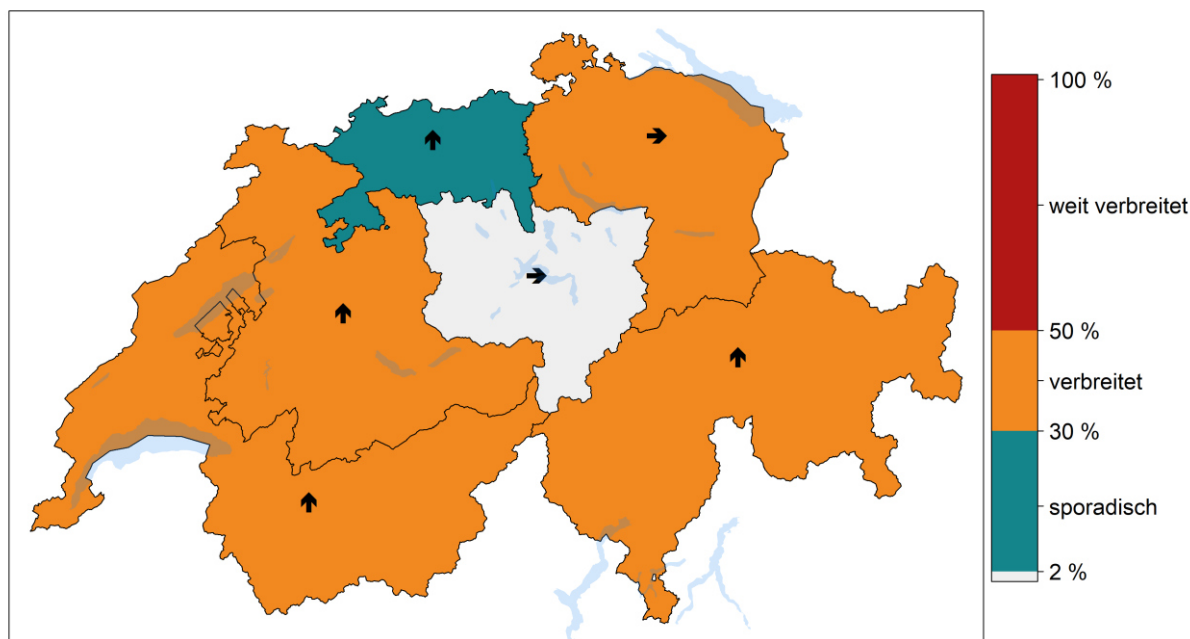 100 %
weit verbreitet
50 %
verbreitet
30 %
sporadisch
2 %